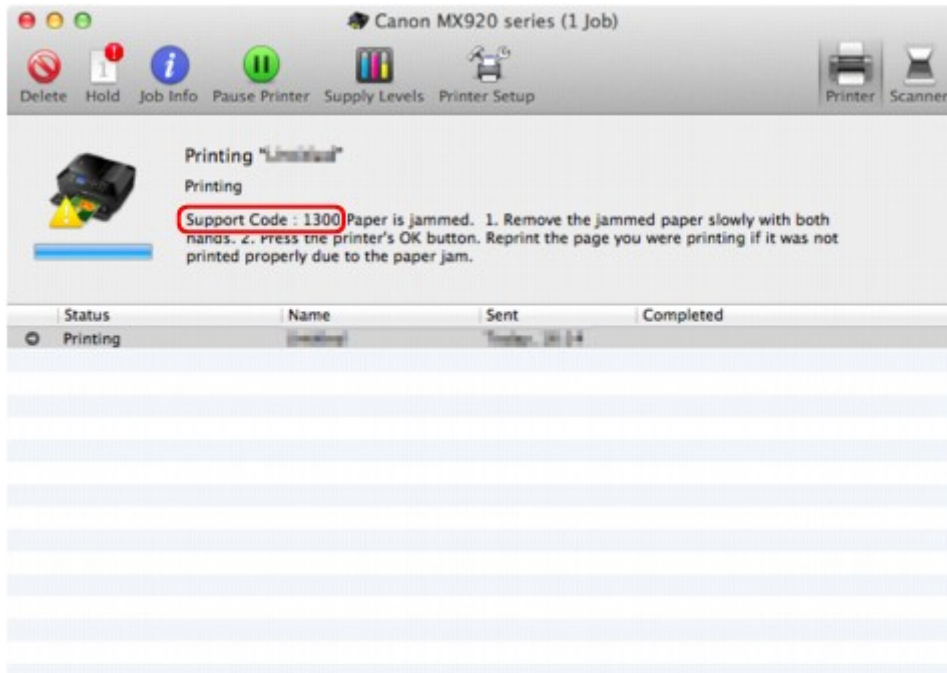 Canon MX920 series (1 Job)
Delete Hold Job Info Pause Printer Supply Levels Printer Setup Printer Scanner
Printing "
Printing
Support Code : 1300 Paper is jammed. 1. Remove the jammed paper slowly with both
hands. 2. Press the printer's OK button. Reprint the page you were printing if it was not
printed properly due to the paper jam.
Status Name Sent Completed
Printing